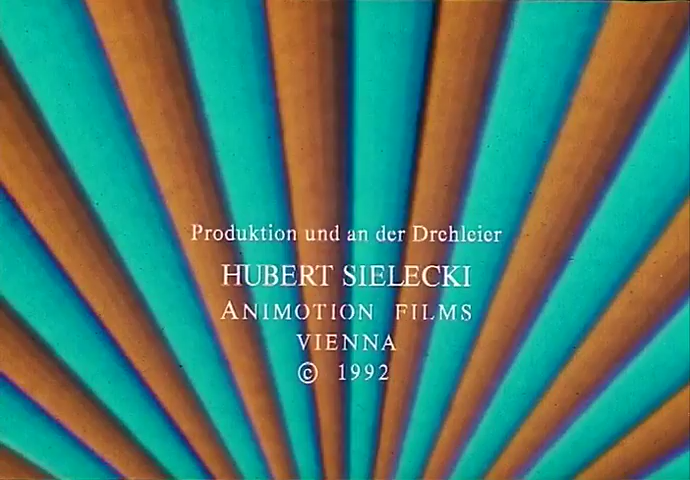 Produktion und an der Drehleier
HUBERT SIELECKI
ANIMOTION FILMS
VIENNA
© 1992